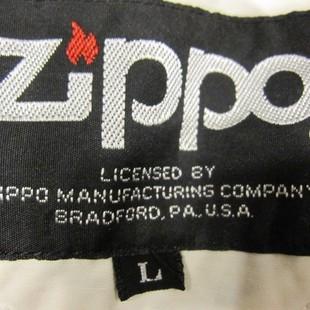 zippo
LICENSED BY
IPPO MANUFACTURING COMPANY
BRADFORD, PA. U.S.A.
L